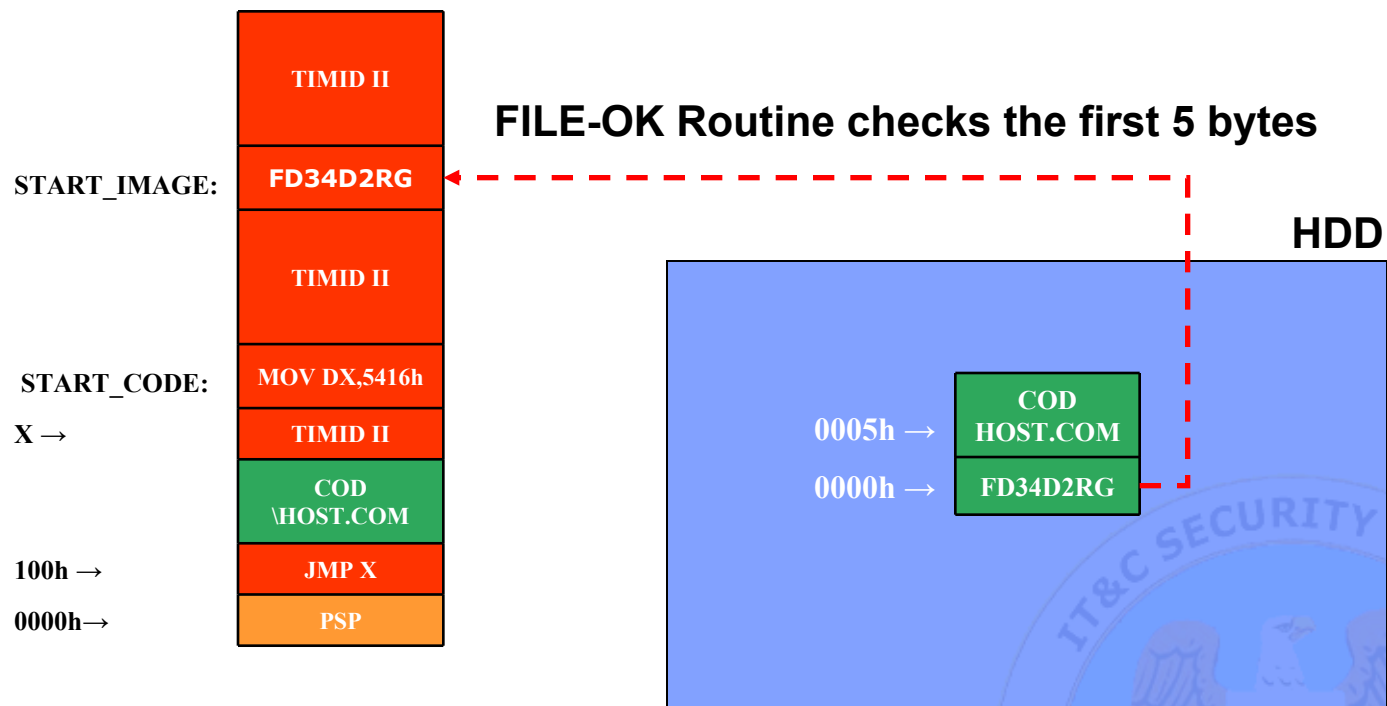 TIMID II
FILE-OK Routine checks the first 5 bytes
START_IMAGE:
FD34D2RG
HDD
TIMID II
START_CODE:
MOV DX,5416h
X →
TIMID II
COD
\HOST.COM
100h →
JMP X
0000h→
PSP
0005h →
COD
HOST.COM
0000h →
FD34D2RG
IT&C SECURITY